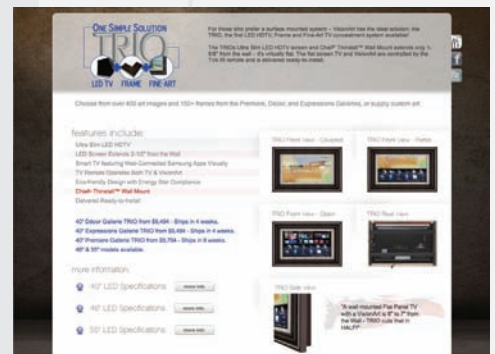 ONE SIMPLE SOLUTION
TRIO
LED TV FRAME FINE ART
For those who prefer a surface mounted system - VisionArt has the ideal solution: the
TRIO, the first LED HDTV, Frame and Fine-Art TV concealment system available!
The TRIOs Ultra Slim LED HDTV screen and Chief® Thinstall™ Wall Mount extends only
from the wall - it's virtually flat. The flat screen TV and VisionArt are controlled by the
TVs IR remote and is delivered ready-to-install.
Choose from over 400 art images and 150+ frames from the Premiere, Décor, and Expressions Galleries, or supply custom art.
features include:
Ultra Slim LED HDTV
LED Screen Extends 2-1/2" from the Wall
Smart TV featuring Web-Connected Samsung Apps Visually
TV Remote Operates Both TV & VisionArt
Eco-friendly Design with Energy Star Compliance
Chief® Thinstall™ Wall Mount
Delivered Ready-to-Install
40" Décor Galerie TRIO from $5,494 - Ships in 4 weeks.
40" Expressions Galerie TRIO from $5,494 - Ships in 4 weeks.
40" Premiere Galerie TRIO from $5,794 - Ships in 8 weeks.
46" & 55" models available.
more information:
40" LED Specifications more info
46" LED Specifications more info
55" LED Specifications more info
TRIO Front View - Closed
TRIO Front View - Partial
TRIO Front View - Open
TRIO Rear View
TRIO Side View
"A wall mounted Flat Panel TV
with a VisionArt is 6" to 7" from
the Wall - TRIO cuts that in
HALF!"